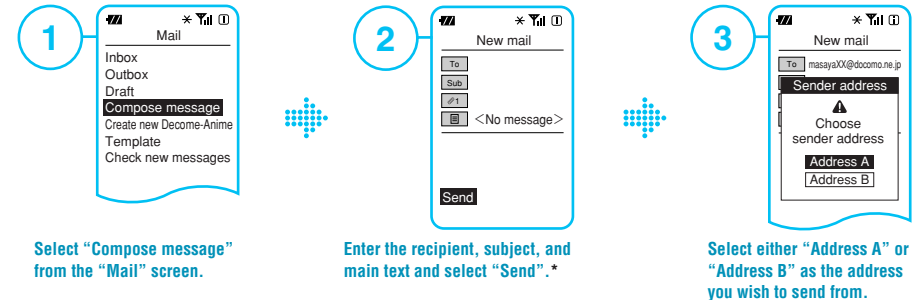 1
Mail
Inbox
Outbox
Draft
Compose message
Create new Decome-Anime
Template
Check new messages
Select “Compose message”
from the “Mail” screen.
2
New mail
To
Sub
1
<No message>
Send
Enter the recipient, subject, and
main text and select “Send”.*
3
New mail
To masayaXX@docomo.ne.jp
Sender address
Choose
sender address
Address A
Address B
Select either “Address A” or
“Address B” as the address
you wish to send from.